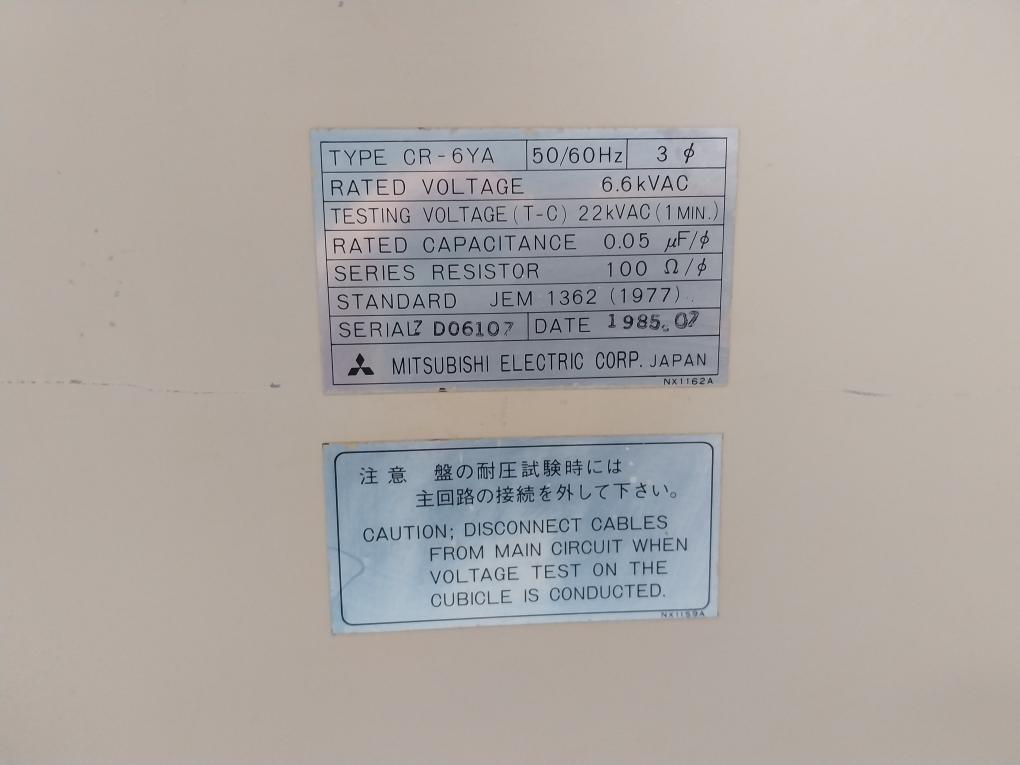 TYPE CR-6YA 50/60Hz 3 φ
RATED VOLTAGE 6.6kVAC
TESTING VOLTAGE (T-C) 22kVAC (1MIN.)
RATED CAPACITANCE 0.05 μF/φ
SERIES RESISTOR 100 Ω/φ
STANDARD JEM 1362 (1977)
SERIAL Z D06107 DATE 1985.07
MITSUBISHI ELECTRIC CORP. JAPAN
NX1162A
注意 盤の耐圧試験時には
主回路の接続を外して下さい。
CAUTION; DISCONNECT CABLES
FROM MAIN CIRCUIT WHEN
VOLTAGE TEST ON THE
CUBICLE IS CONDUCTED.
NX1159A